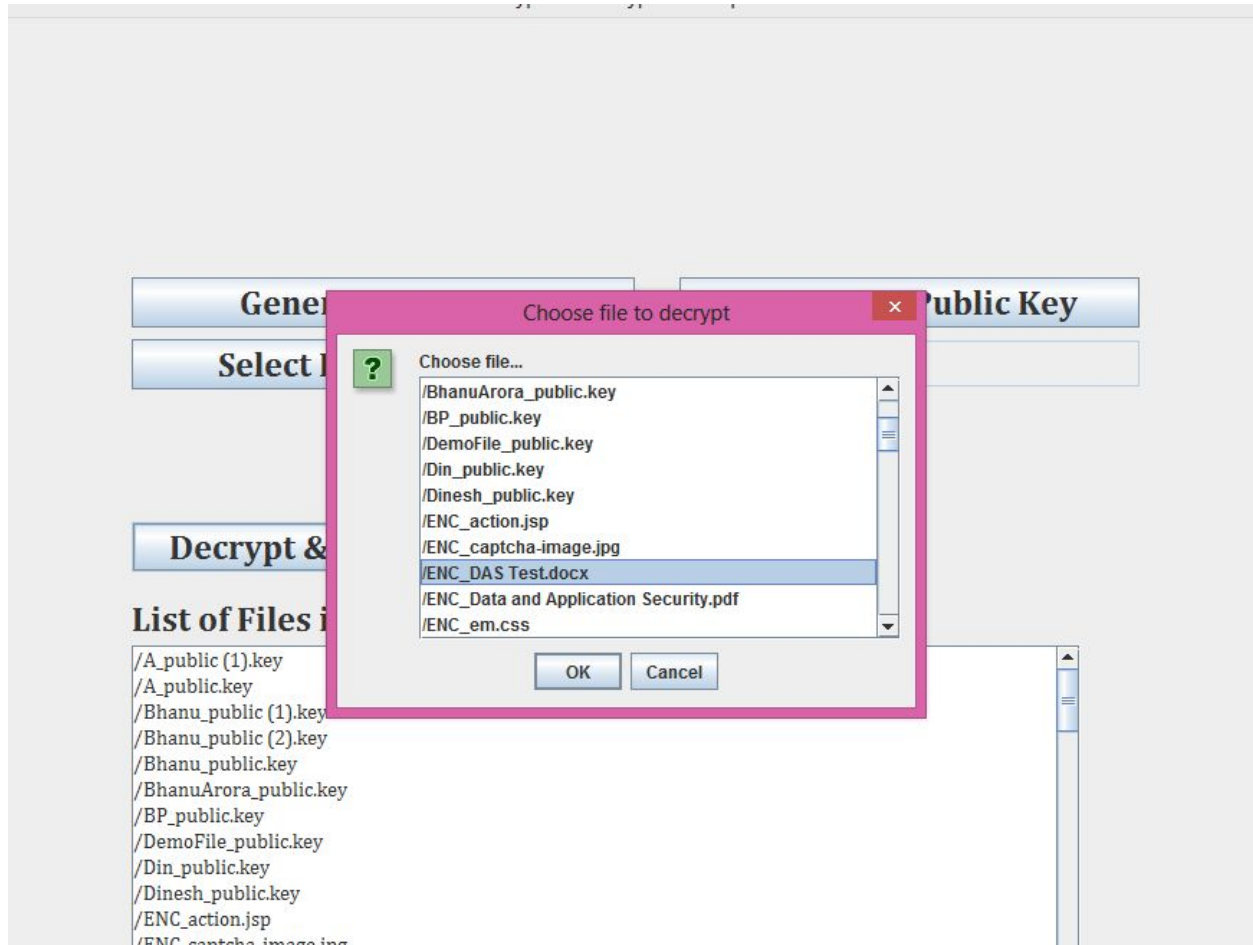 Gener
Public Key
Choose file to decrypt
Select
Choose file...
/BhanuArora_public.key
/BP_public.key
/DemoFile_public.key
/Din_public.key
/Dinesh_public.key
/ENC_action.jsp
/ENC_captcha-image.jpg
/ENC_DAS Test.docx
/ENC_Data and Application Security.pdf
/ENC_em.css
OK
Cancel
Decrypt &
List of Files i
/A_public (1).key
/A_public.key
/Bhanu_public (1).key
/Bhanu_public (2).key
/Bhanu_public.key
/BhanuArora_public.key
/BP_public.key
/DemoFile_public.key
/Din_public.key
/Dinesh_public.key
/ENC_action.jsp
/ENC_captcha-image.jpg